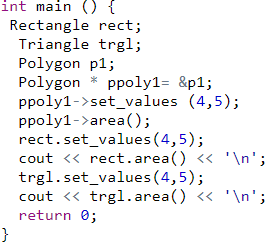 int main () {
Rectangle rect;
Triangle trgl;
Polygon p1;
Polygon * ppoly1= &p1;
ppoly1->set_values (4,5);
ppoly1->area();
rect.set_values(4,5);
cout << rect.area() << '\n';
trgl.set_values(4,5);
cout << trgl.area() << '\n';
return 0;
}